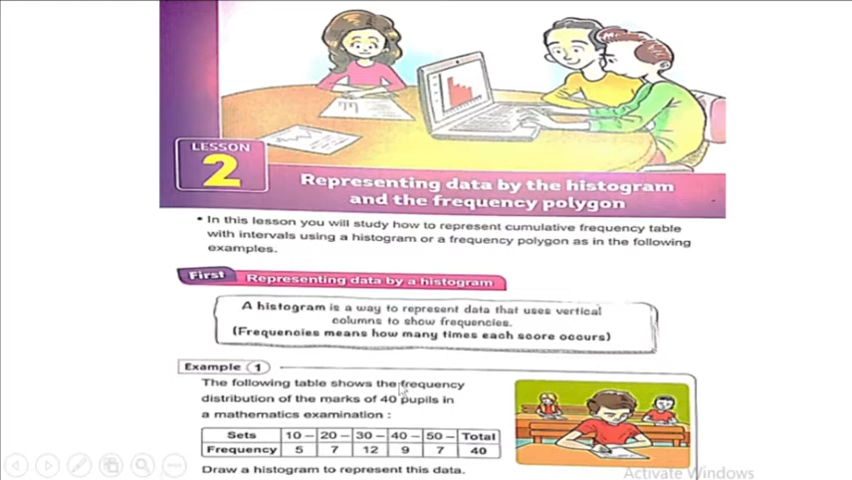 LESSON
2
Representing data by the histogram
and the frequency polygon
• In this lesson you will study how to represent cumulative frequency table
with intervals using a histogram or a frequency polygon as in the following
examples.
First Representing data by a histogram
A histogram is a way to represent data that uses vertical
columns to show frequencies.
(Frequencies means how many times each score occurs)
Example 1
The following table shows the frequency
distribution of the marks of 40 pupils in
a mathematics examination :
Sets 10 – 20 – 30 – 40 – 50 – Total
Frequency 5 7 12 9 7 40
Draw a histogram to represent this data.
Activate Windows